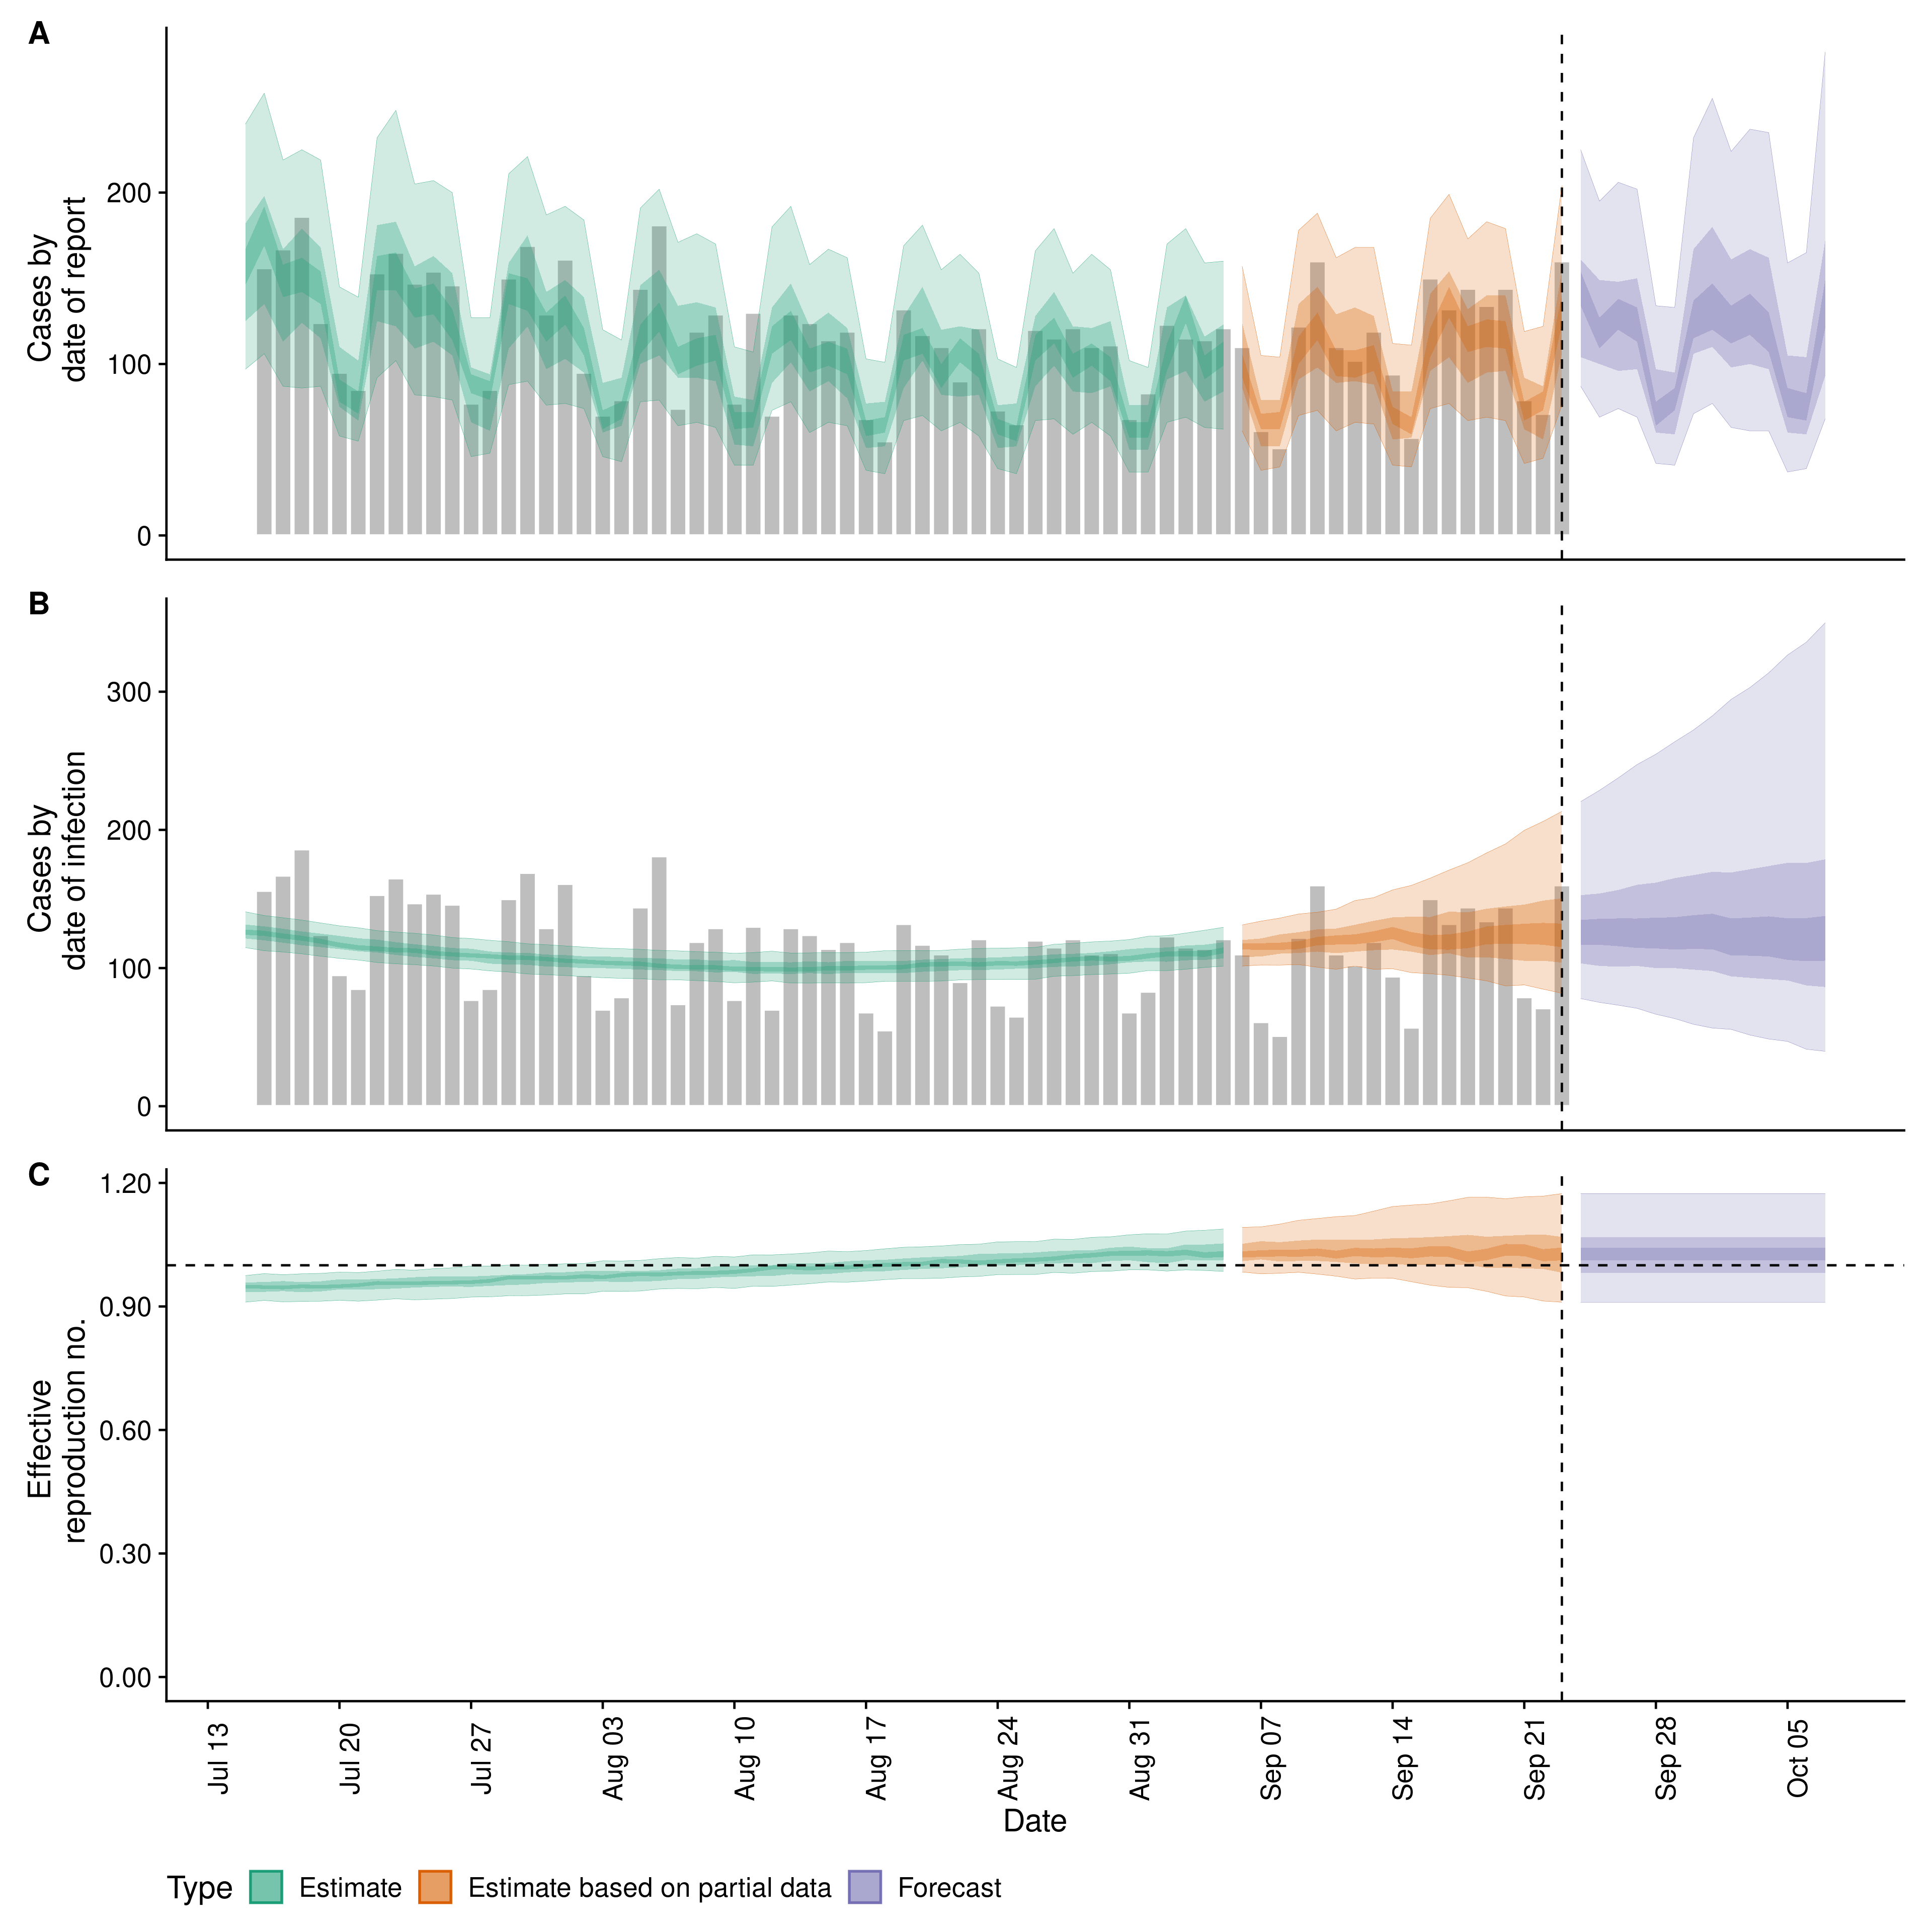 A
Cases by
date of report
200
100
0
B
Cases by
date of infection
300
200
100
0
C
Effective
reproduction no.
1.20
0.90
0.60
0.30
0.00
Jul 13
Jul 20
Jul 27
Aug 03
Aug 10
Aug 17
Aug 24
Aug 31
Sep 07
Sep 14
Sep 21
Sep 28
Oct 05
Date
Type Estimate Estimate based on partial data Forecast